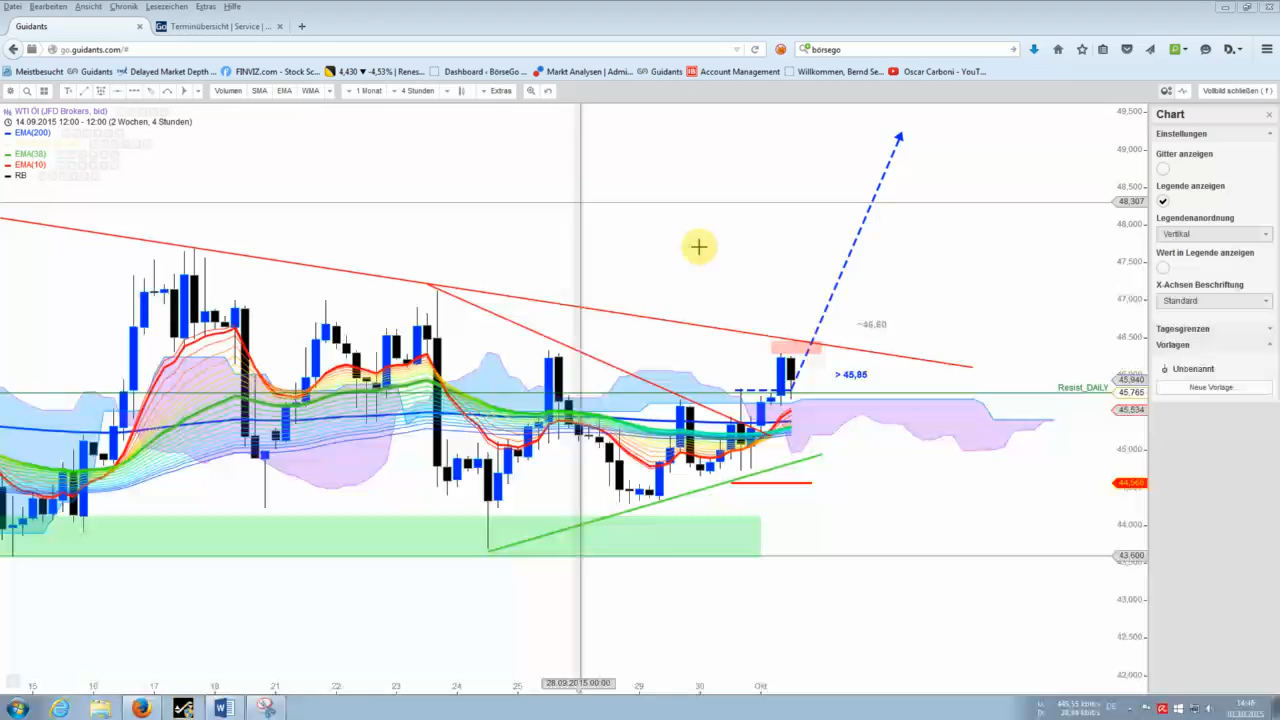 Datei Bearbeiten Ansicht Chronik Lesezeichen Extras Hilfe
Guidants
Terminübersicht | Service | ...
go.guidants.com/#
börsego
Meistbesucht
Guidants
Delayed Market Depth ...
FINVIZ.com - Stock Sc...
4,430 ▼ -4,53% | Renes...
Dashboard ‹ BörseGo ...
Markt Analysen | Admi...
Guidants
Account Management
Willkommen, Bernd Se...
Oscar Carboni - YouT...
Volumen SMA EMA WMA 1 Monat 4 Stunden Extras
Vollbild schließen ( f )
WTI Öl (JFD Brokers, bid)
14.09.2015 12:00 - 12:00 (2 Wochen, 4 Stunden)
EMA(200)
EMA(38)
EMA(10)
RB
49,500
49,000
48,500
48,307
48,000
47,500
47,000
46,500
~46,60
> 45,85
45,940
Resist_DAILY
45,765
45,534
45,000
44,560
44,000
43,600
43,000
42,500
42,000
15 16 17 18 21 22 23 24 25 28.09.2015 00:00 29 30 Okt
Chart
Einstellungen
Gitter anzeigen
Legende anzeigen
Legendenanordnung
Vertikal
Wert in Legende anzeigen
X-Achsen Beschriftung
Standard
Tagesgrenzen
Vorlagen
Unbenannt
Neue Vorlage...
DE